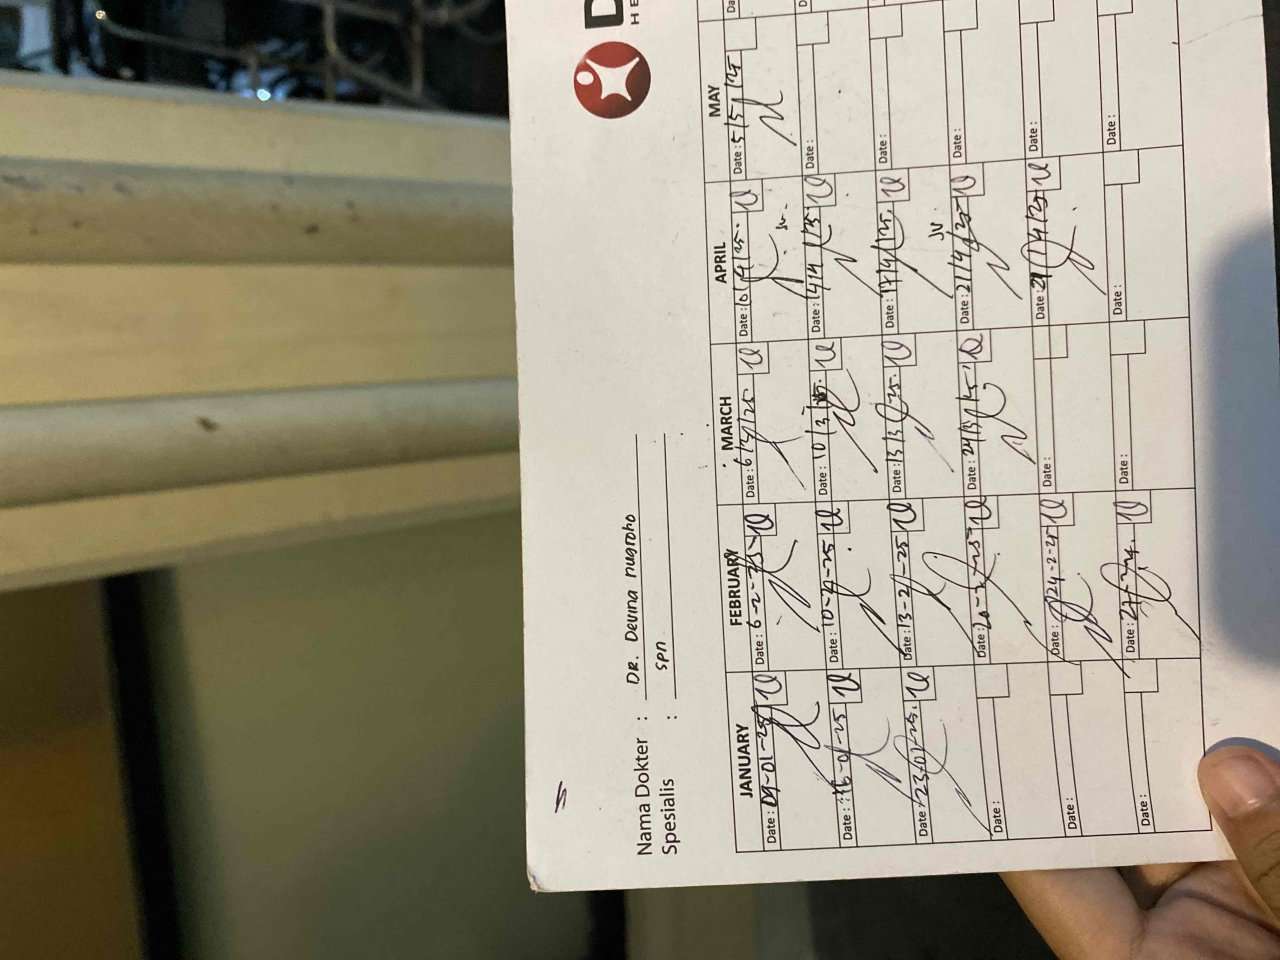 Nama Dokter : DR. Devina nugroho
Spesialis : spn
JANUARY FEBRUARY MARCH APRIL MAY
Date: 09-01-25 Date: 6-2-25 Date: 6/3/25 Date: 10/4/25. Date: 5/5/25
JV.
Date: 16-01-25 Date: 10-2-25 Date: 10/3/25. Date: 14/4/25. Date:
Date: 23-01-25. Date: 13-2-25 Date: 13/3/25. Date: 17/4/25. Date:
JV
Date: Date: 20-2-25 Date: 24/3/25. Date: 21/4/25 Date:
Date: Date: 24-2-25 Date: Date: 21/4/25 Date:
Date: Date: 27-2- Date: Date: Date: